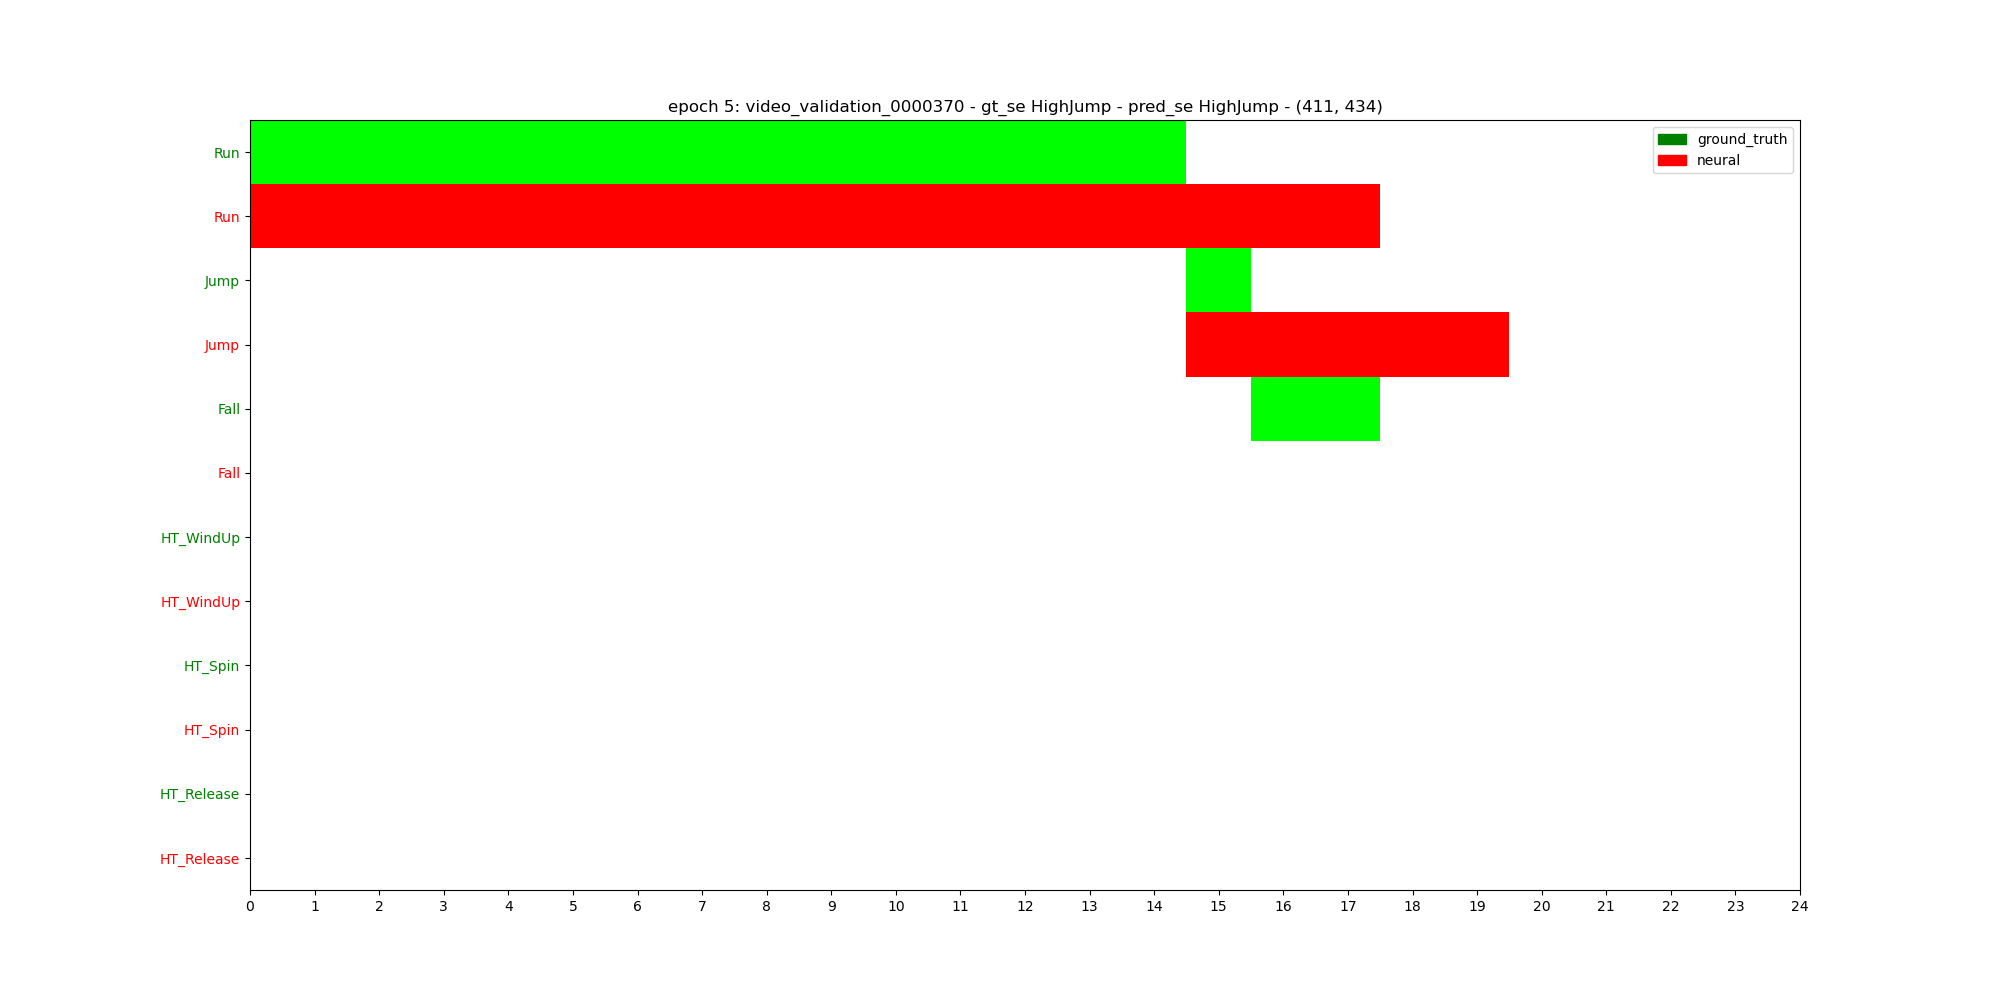 epoch 5: video_validation_0000370 - gt_se HighJump - pred_se HighJump - (411, 434)
ground_truth
neural
Run
Run
Jump
Jump
Fall
Fall
HT_WindUp
HT_WindUp
HT_Spin
HT_Spin
HT_Release
HT_Release
0 1 2 3 4 5 6 7 8 9 10 11 12 13 14 15 16 17 18 19 20 21 22 23 24